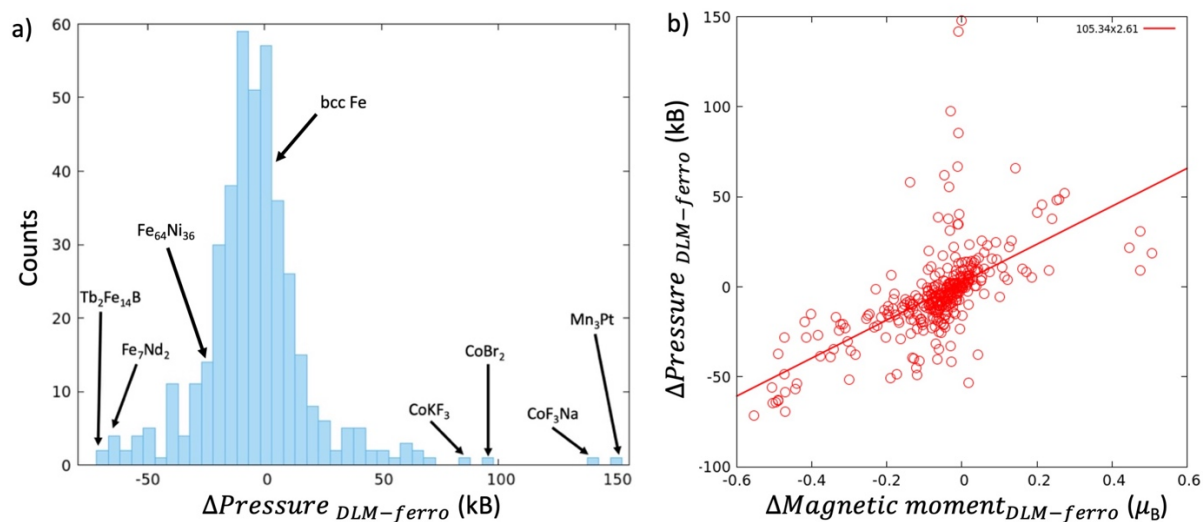 a)
60
50
40
30
20
10
0
Counts
-50
0
50
100
150
ΔPressure DLM−ferro (kB)
bcc Fe
Fe64Ni36
Tb2Fe14B
Fe7Nd2
CoKF3
CoBr2
CoF3Na
Mn3Pt
b)
150
100
50
0
-50
-100
ΔPressure DLM−ferro (kB)
105.34x2.61
-0.6
-0.4
-0.2
0
0.2
0.4
0.6
ΔMagnetic momentDLM−ferro (μB)